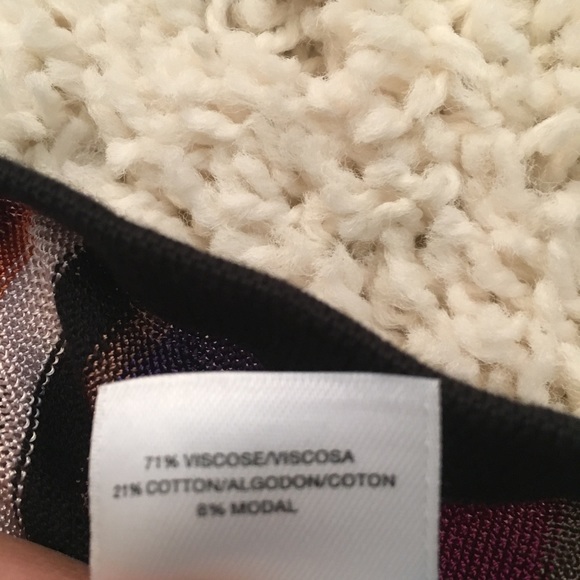 71% VISCOSE/VISCOSA
21% COTTON/ALGODON/COTON
8% MODAL